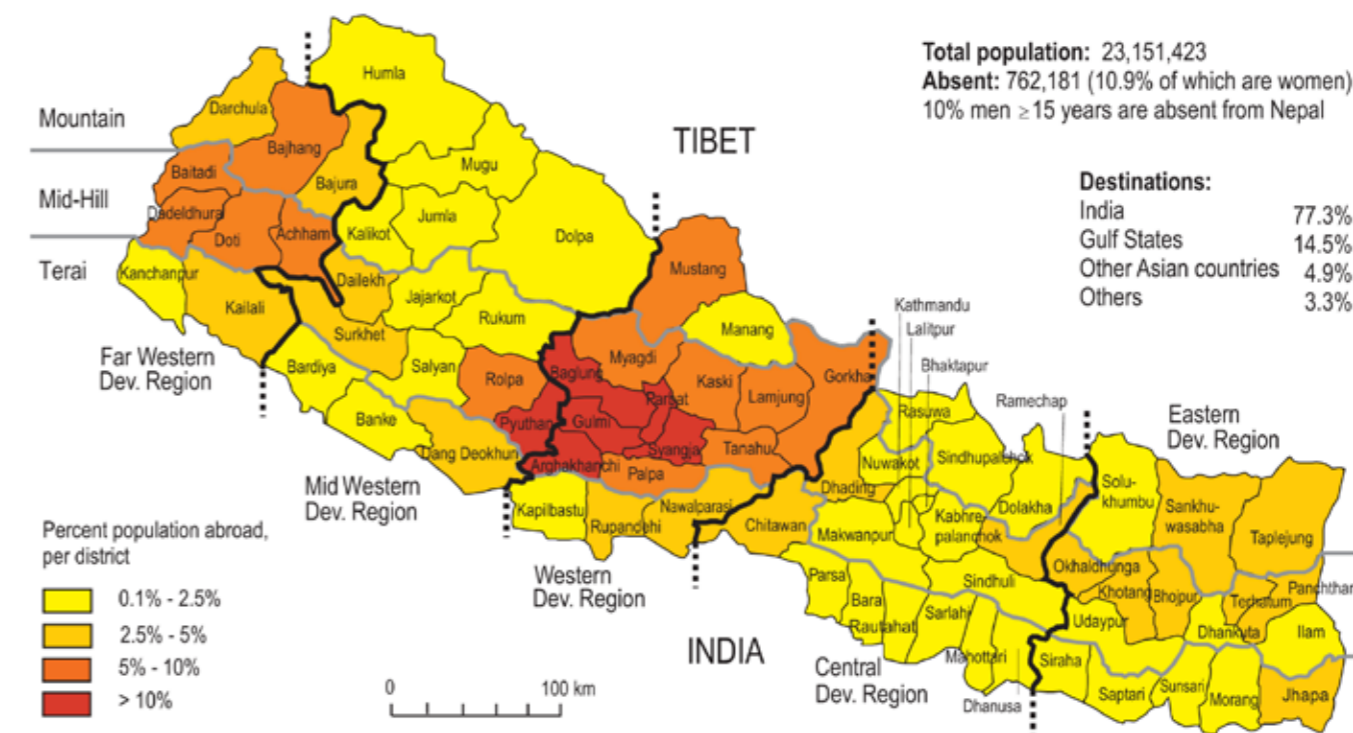 Total population: 23,151,423
Absent: 762,181 (10.9% of which are women)
10% men ≥ 15 years are absent from Nepal
Destinations:
India 77.3%
Gulf States 14.5%
Other Asian countries 4.9%
Others 3.3%
Mountain
Mid-Hill
Terai
TIBET
INDIA
Far Western
Dev. Region
Mid Western
Dev. Region
Western
Dev. Region
Central
Dev. Region
Eastern
Dev. Region
Humla
Darchula
Bajhang
Mugu
Baitadi
Bajura
Dadeldhura
Doti
Achham
Kalikot
Jumla
Dolpa
Kanchanpur
Kailali
Dailekh
Jajarkot
Surkhet
Rukum
Bardiya
Salyan
Rolpa
Banke
Pyuthan
Dang Deokhuri
Mustang
Manang
Myagdi
Baglung
Kaski
Parsat
Lamjung
Gorkha
Gulmi
Syangja
Tanahu
Arghakhanchi
Palpa
Kapilbastu
Rupandehi
Nawalparasi
Kathmandu
Lalitpur
Bhaktapur
Ramechap
Rasuwa
Nuwakot
Sindhupalchok
Dhading
Dolakha
Chitawan
Makwanpur
Kabhre-
palanchok
Sindhuli
Parsa
Bara
Rautahat
Sarlahi
Mahottari
Dhanusa
Solu-
khumbu
Sankhu-
wasabha
Taplejung
Okhaldhunga
Khotang
Bhojpur
Techatum
Panchthar
Udaypur
Dhankuta
Ilam
Siraha
Saptari
Sunsari
Morang
Jhapa
Percent population abroad,
per district
0.1% - 2.5%
2.5% - 5%
5% - 10%
> 10%
0 100 km